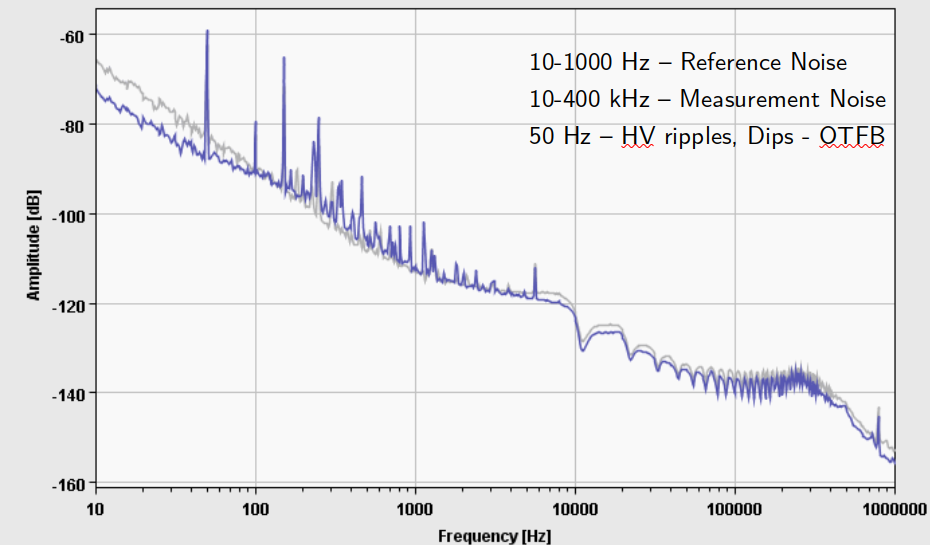 10-1000 Hz – Reference Noise
10-400 kHz – Measurement Noise
50 Hz – HV ripples, Dips - OTFB
Amplitude [dB]
-60
-80
-100
-120
-140
-160
10 100 1000 10000 100000 1000000
Frequency [Hz]